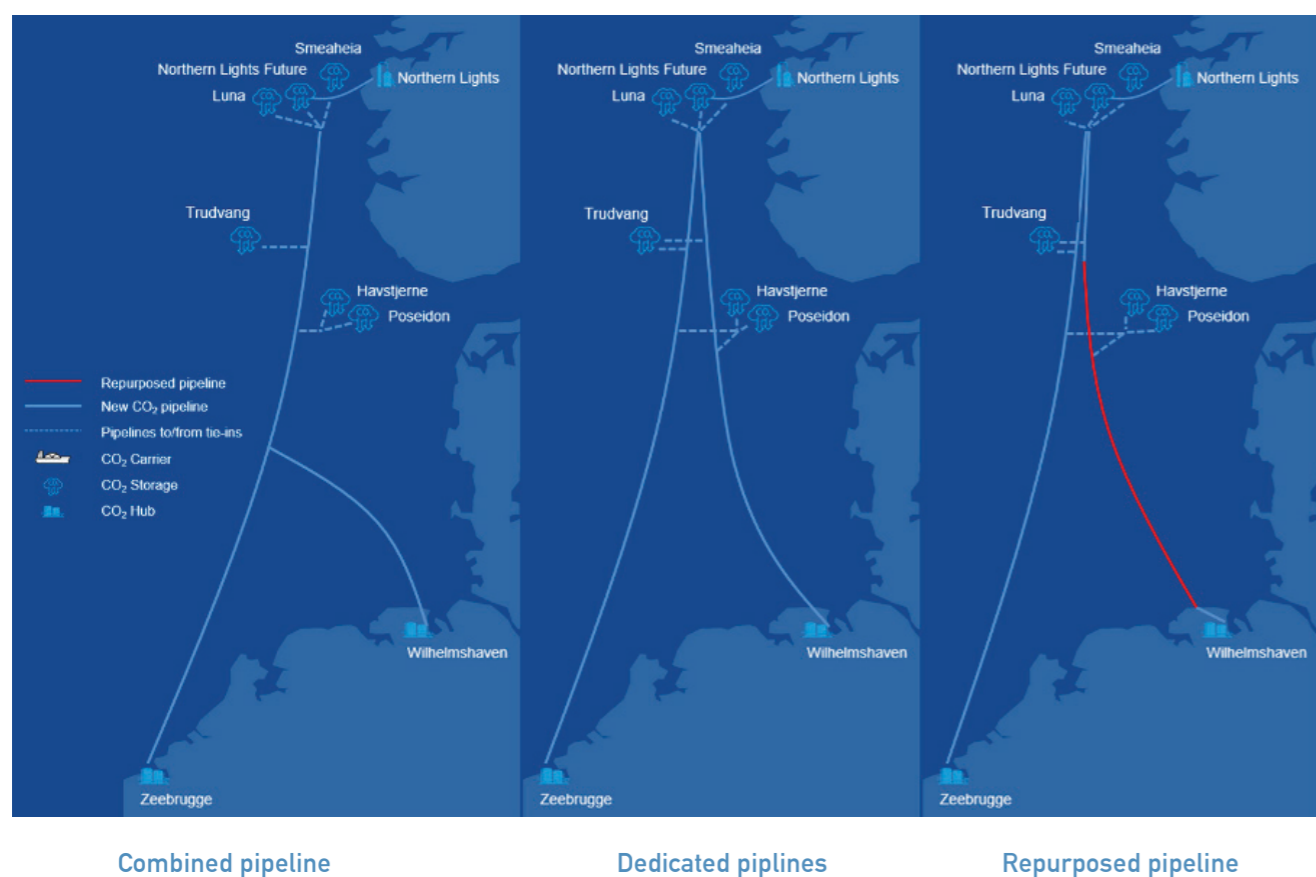 Smeaheia
Northern Lights Future
Northern Lights
Luna
Trudvang
Havstjerne
Poseidon
Repurposed pipeline
New CO₂ pipeline
Pipelines to/from tie-ins
CO₂ Carrier
CO₂ Storage
CO₂ Hub
Wilhelmshaven
Zeebrugge
Combined pipeline
Smeaheia
Northern Lights Future
Northern Lights
Luna
Trudvang
Havstjerne
Poseidon
Wilhelmshaven
Zeebrugge
Dedicated piplines
Smeaheia
Northern Lights Future
Northern Lights
Luna
Trudvang
Havstjerne
Poseidon
Wilhelmshaven
Zeebrugge
Repurposed pipeline